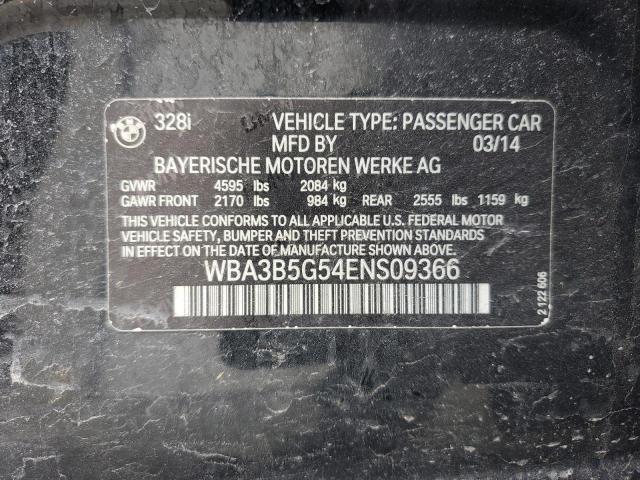 328i VEHICLE TYPE: PASSENGER CAR
MFD BY 03/14
BAYERISCHE MOTOREN WERKE AG
GVWR 4595 lbs 2084 kg
GAWR FRONT 2170 lbs 984 kg REAR 2555 lbs 1159 kg
THIS VEHICLE CONFORMS TO ALL APPLICABLE U.S. FEDERAL MOTOR
VEHICLE SAFETY, BUMPER AND THEFT PREVENTION STANDARDS
IN EFFECT ON THE DATE OF MANUFACTURE SHOWN ABOVE.
WBA3B5G54ENS09366
2 122 606